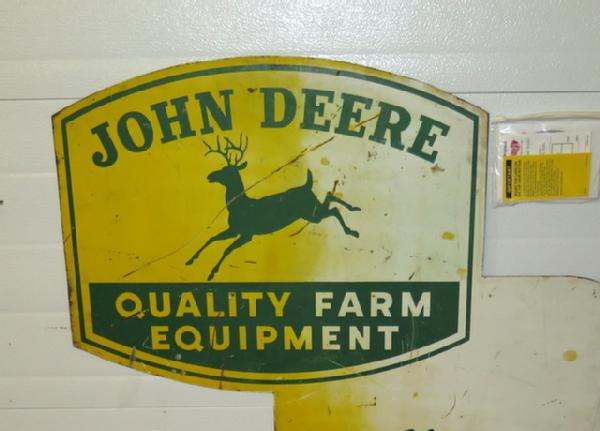 JOHN DEERE
QUALITY FARM
EQUIPMENT